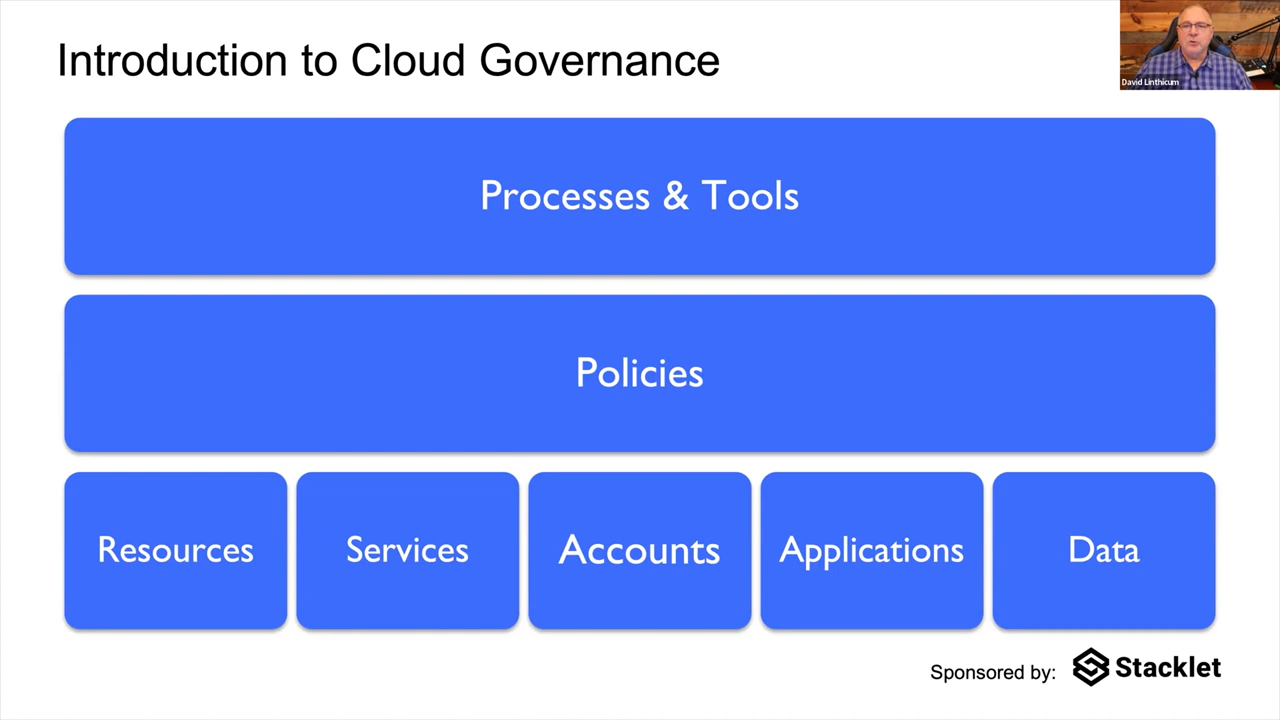 Introduction to Cloud Governance
David Linthicum
Processes & Tools
Policies
Resources
Services
Accounts
Applications
Data
Sponsored by: Stacklet